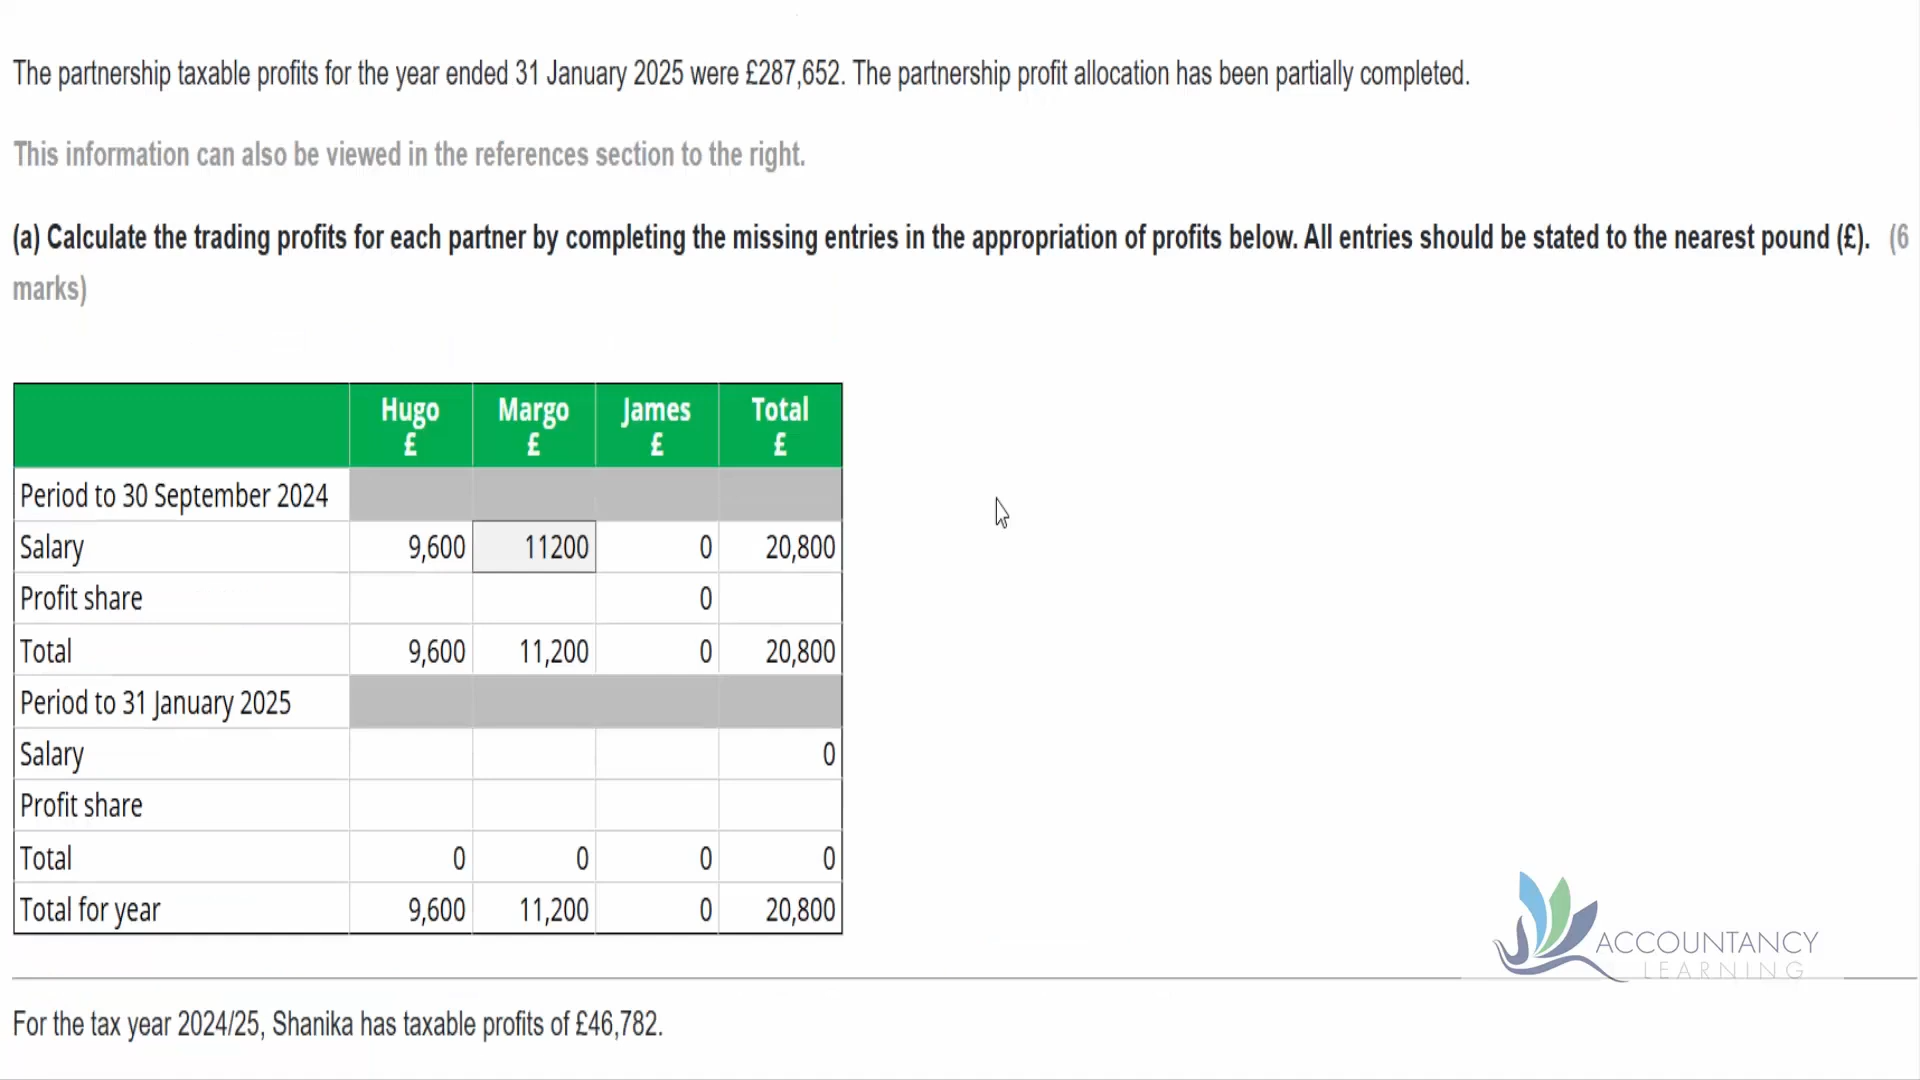 The partnership taxable profits for the year ended 31 January 2025 were £287,652. The partnership profit allocation has been partially completed.
This information can also be viewed in the references section to the right.
(a) Calculate the trading profits for each partner by completing the missing entries in the appropriation of profits below. All entries should be stated to the nearest pound (£). (6
marks)
Hugo £ Margo £ James £ Total £
Period to 30 September 2024
Salary 9,600 11200 0 20,800
Profit share 0
Total 9,600 11,200 0 20,800
Period to 31 January 2025
Salary 0
Profit share
Total 0 0 0 0
Total for year 9,600 11,200 0 20,800
ACCOUNTANCY
LEARNING
For the tax year 2024/25, Shanika has taxable profits of £46,782.